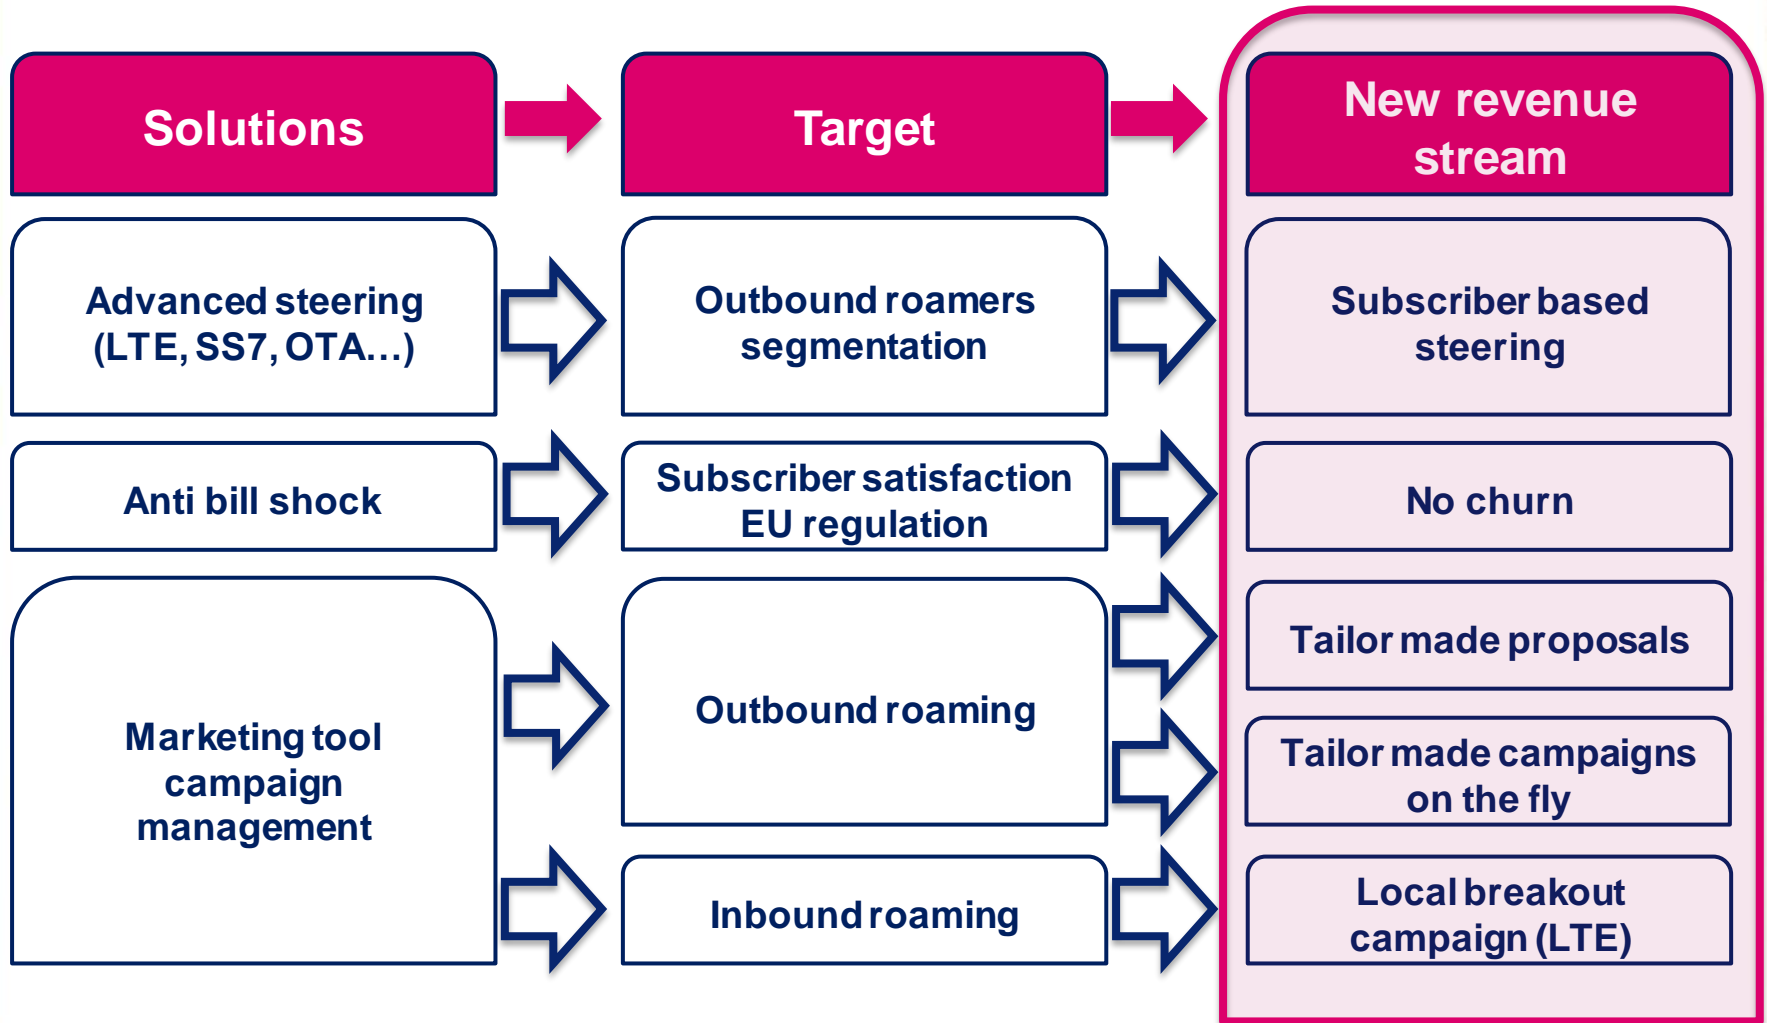 Solutions
Target
New revenue
stream
Advanced steering
(LTE, SS7, OTA...)
Outbound roamers
segmentation
Subscriber based
steering
Anti bill shock
Subscriber satisfaction
EU regulation
No churn
Marketing tool
campaign
management
Outbound roaming
Tailor made proposals
Tailor made campaigns
on the fly
Inbound roaming
Local breakout
campaign (LTE)